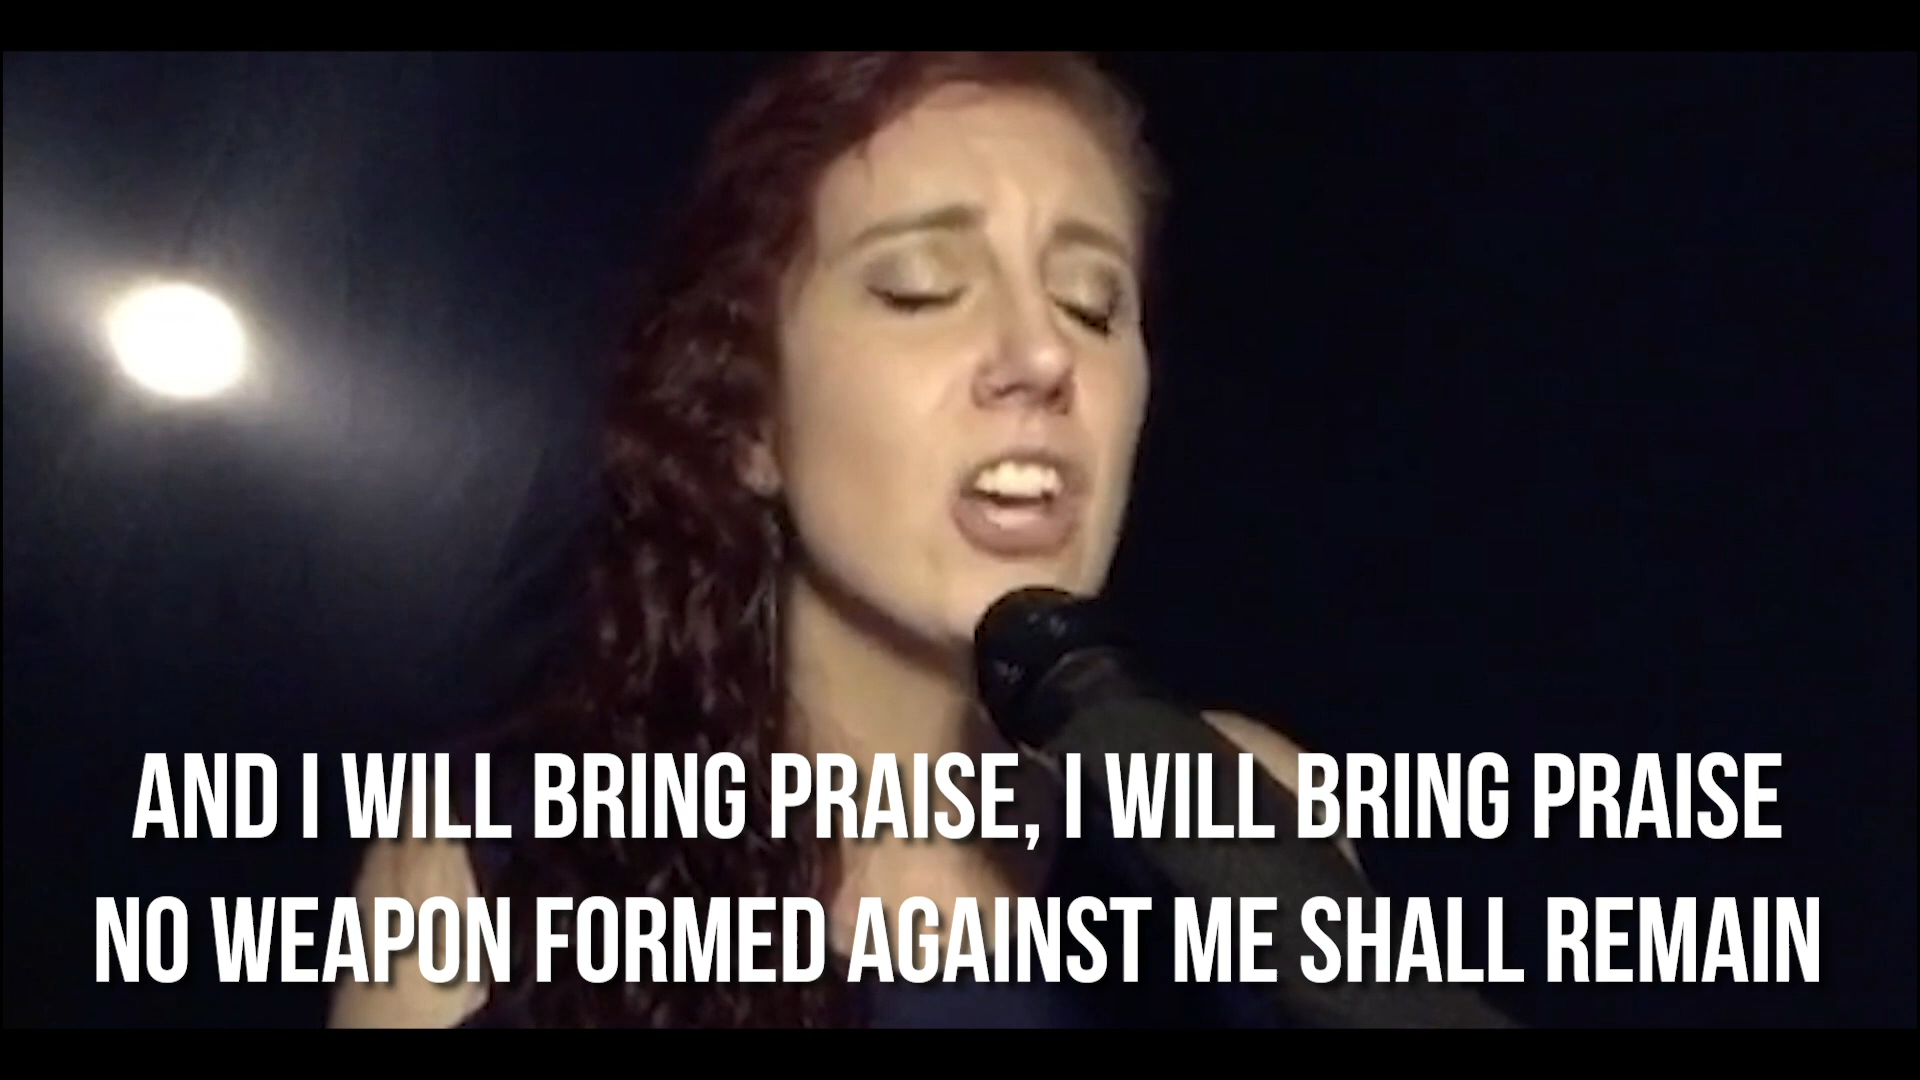 AND I WILL BRING PRAISE, I WILL BRING PRAISE
NO WEAPON FORMED AGAINST ME SHALL REMAIN